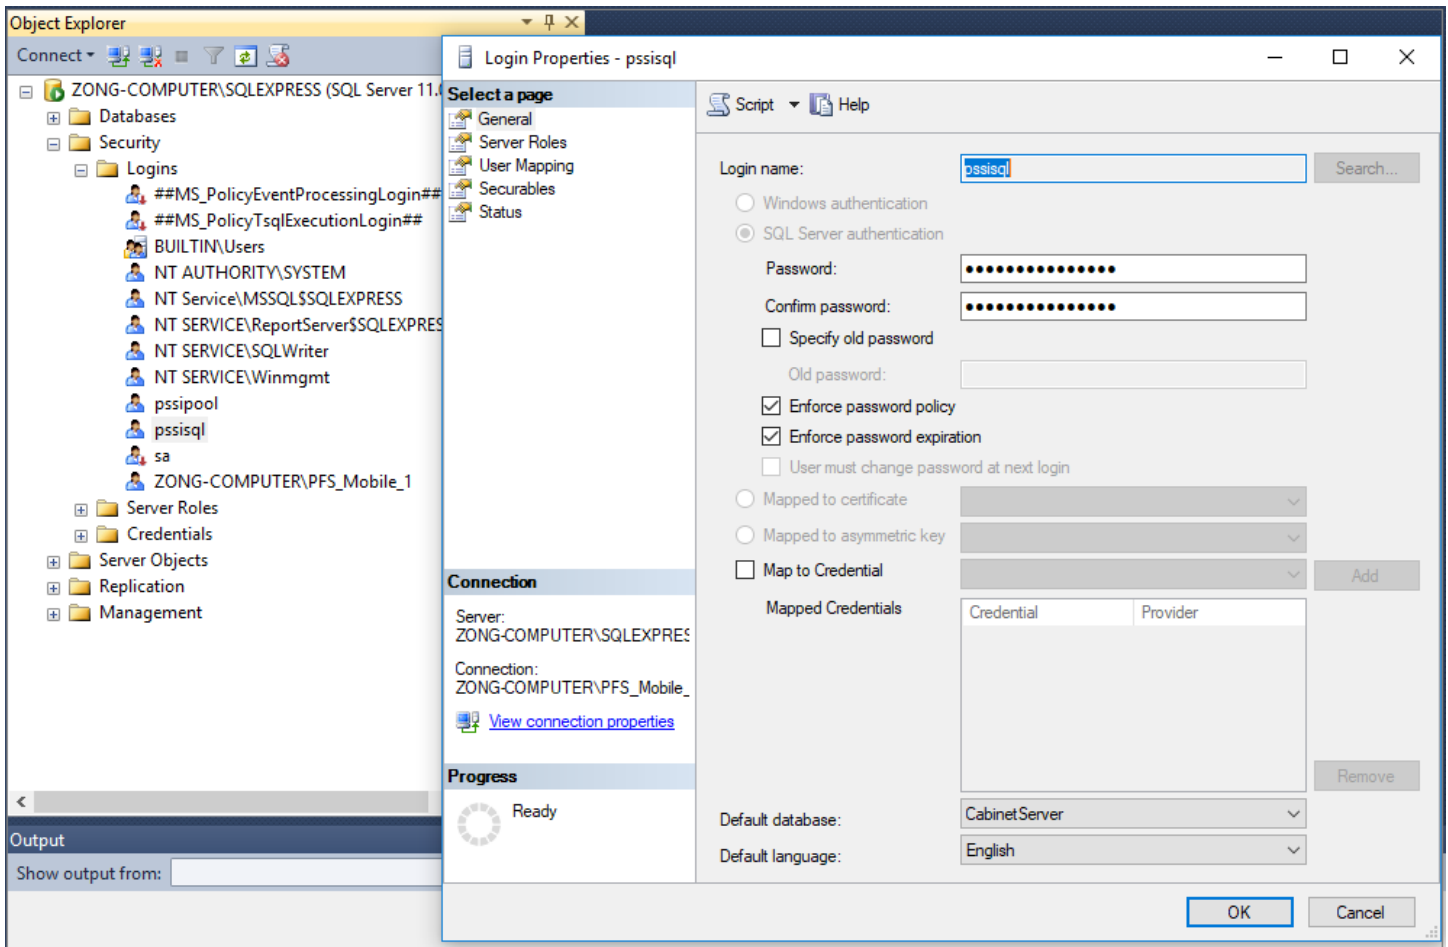 Object Explorer
Connect
ZONG-COMPUTER\SQLEXPRESS (SQL Server 11.0
Databases
Security
Logins
##MS_PolicyEventProcessingLogin##
##MS_PolicyTsqlExecutionLogin##
BUILTIN\Users
NT AUTHORITY\SYSTEM
NT Service\MSSQL$SQLEXPRESS
NT SERVICE\ReportServer$SQLEXPRES
NT SERVICE\SQLWriter
NT SERVICE\Winmgmt
pssipool
pssisql
sa
ZONG-COMPUTER\PFS_Mobile_1
Server Roles
Credentials
Server Objects
Replication
Management
Output
Show output from:
Login Properties - pssisql
Select a page
General
Server Roles
User Mapping
Securables
Status
Connection
Server:
ZONG-COMPUTER\SQLEXPRES
Connection:
ZONG-COMPUTER\PFS_Mobile_
View connection properties
Progress
Ready
Script Help
Login name: pssisql Search...
Windows authentication
SQL Server authentication
Password: ●●●●●●●●●●●●●●●
Confirm password: ●●●●●●●●●●●●●●●
Specify old password
Old password:
Enforce password policy
Enforce password expiration
User must change password at next login
Mapped to certificate
Mapped to asymmetric key
Map to Credential Add
Mapped Credentials Credential Provider
Remove
Default database: CabinetServer
Default language: English
OK Cancel